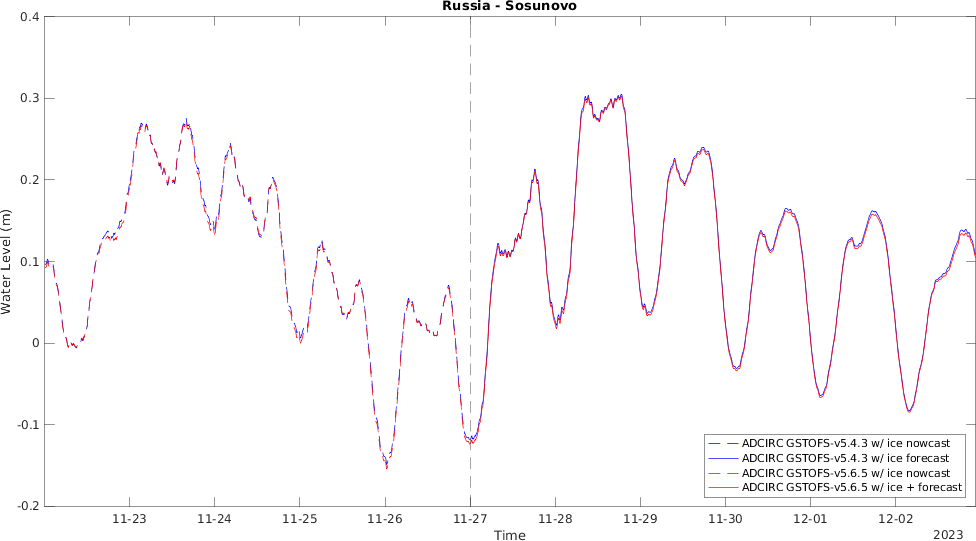 Russia - Sosunovo
Water Level (m)
0.4
0.3
0.2
0.1
0
-0.1
-0.2
11-23
11-24
11-25
11-26
11-27
11-28
11-29
11-30
12-01
12-02
Time
2023
ADCIRC GSTOFS-v5.4.3 w/ ice nowcast
ADCIRC GSTOFS-v5.4.3 w/ ice forecast
ADCIRC GSTOFS-v5.6.5 w/ ice nowcast
ADCIRC GSTOFS-v5.6.5 w/ ice + forecast